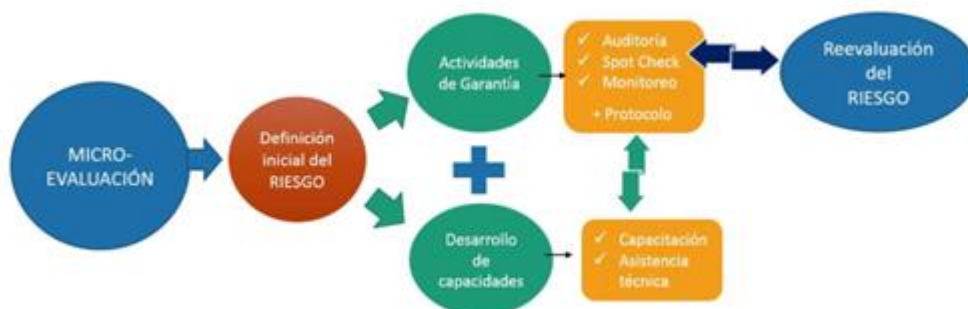 MICRO-
EVALUACIÓN
Definición
inicial del
RIESGO
Actividades
de Garantía
✓ Auditoría
✓ Spot Check
✓ Monitoreo
+ Protocolo
Reevaluación
del
RIESGO
Desarrollo
de
capacidades
✓ Capacitación
✓ Asistencia
técnica